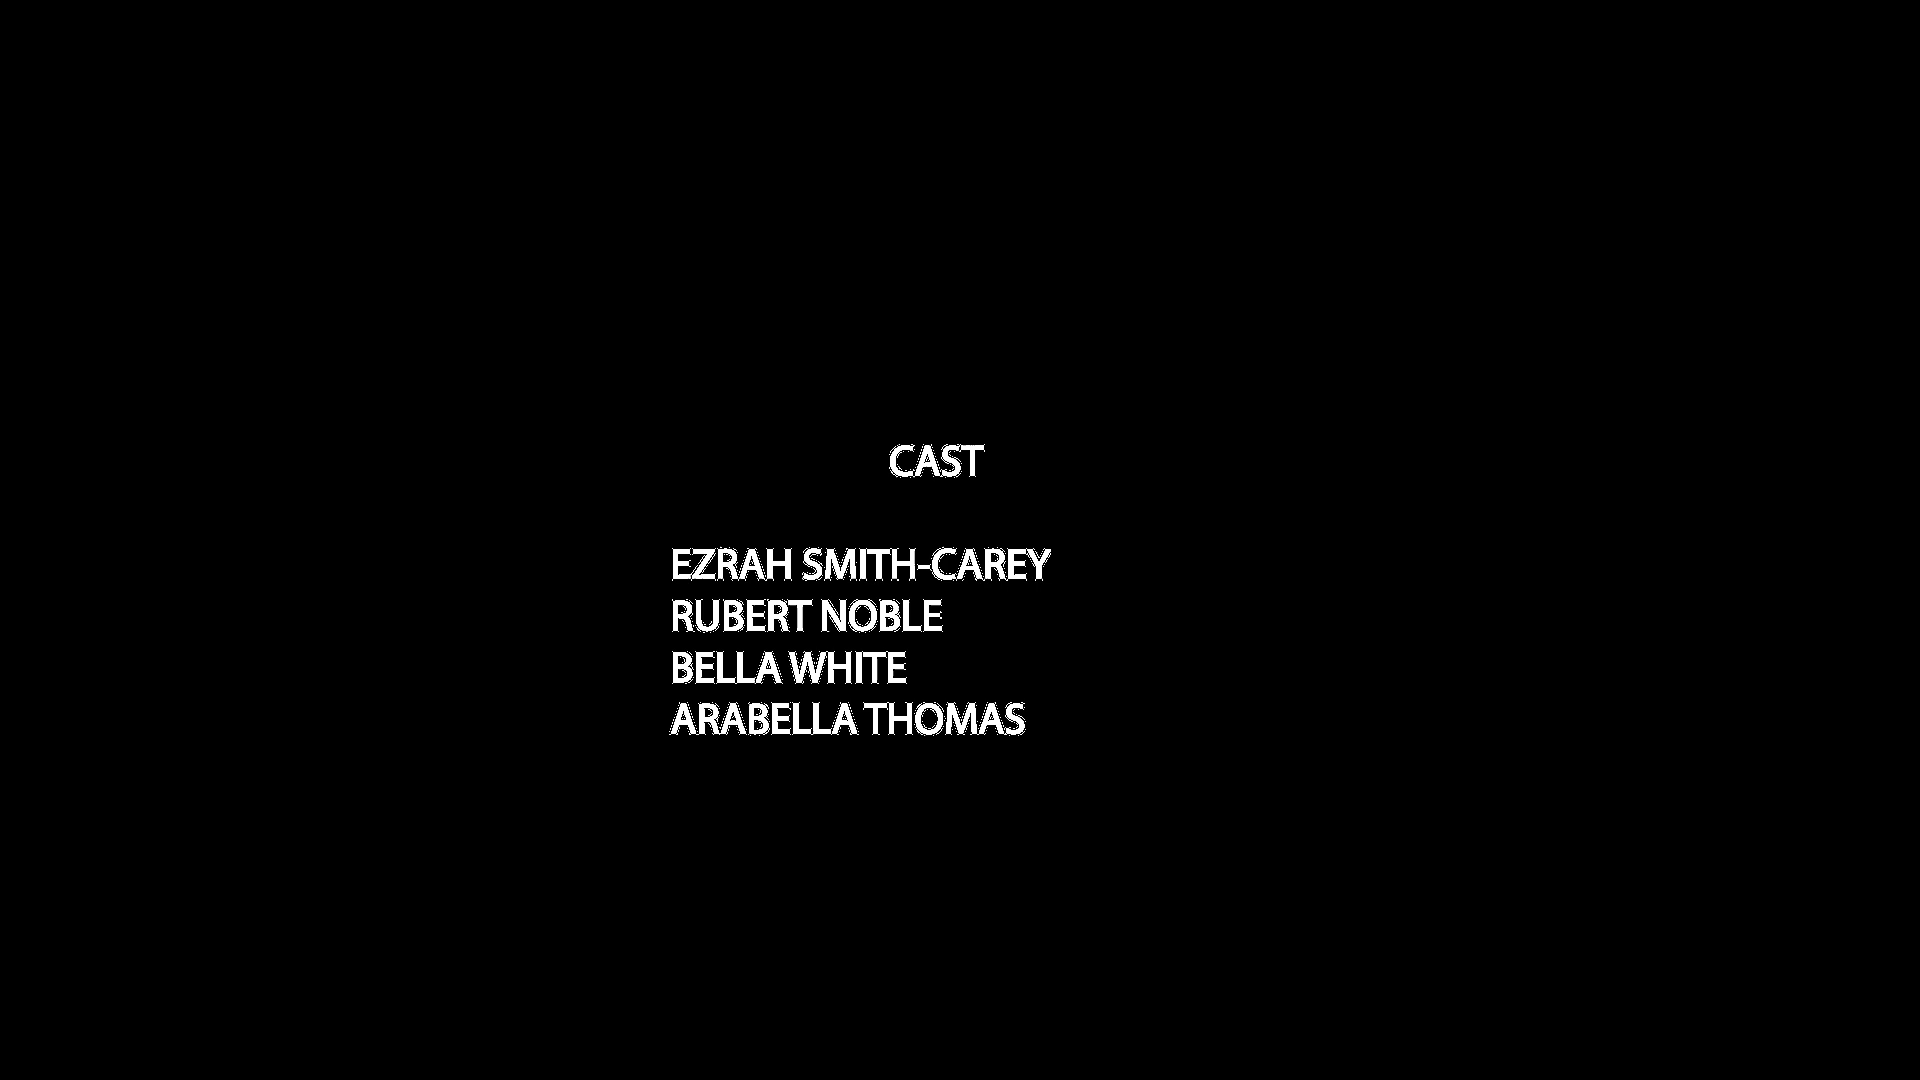 CAST
EZRAH SMITH-CAREY
RUBERT NOBLE
BELLA WHITE
ARABELLA THOMAS